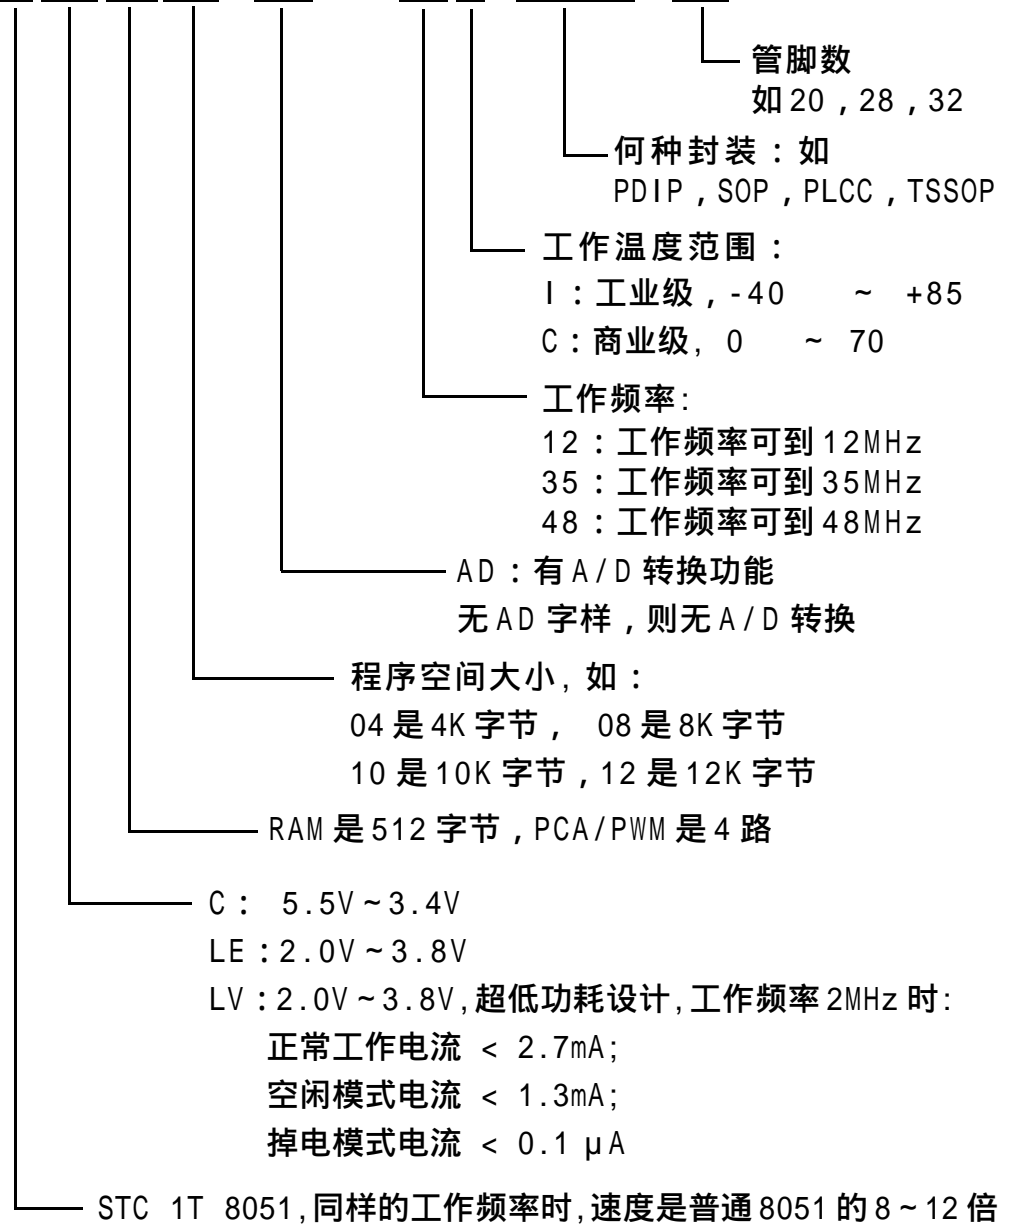 管脚数
如20，28，32
何种封装：如
PDIP，SOP，PLCC，TSSOP
工作温度范围：
I：工业级，-40 ~ +85
C：商业级, 0 ~ 70
工作频率:
12：工作频率可到12MHz
35：工作频率可到35MHz
48：工作频率可到48MHz
AD：有A/D转换功能
无AD字样，则无A/D转换
程序空间大小, 如：
04是4K字节， 08是8K字节
10是10K字节，12是12K字节
RAM是512字节，PCA/PWM是4路
C： 5.5V~3.4V
LE：2.0V~3.8V
LV：2.0V~3.8V,超低功耗设计,工作频率2MHz时:
正常工作电流 < 2.7mA;
空闲模式电流 < 1.3mA;
掉电模式电流 < 0.1μA
STC 1T 8051,同样的工作频率时,速度是普通8051的8~12倍